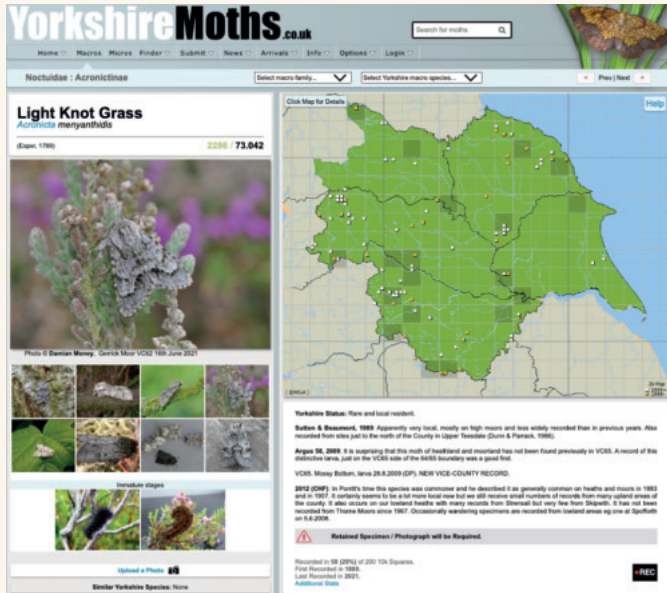 YorkshireMoths.co.uk
Search for moths
Home Macros Micros Finder Submit News Arrivals Info Options Login
Noctuidae : Acronictinae
Select macro family...
Select Yorkshire macro species...
< Prev | Next >
Light Knot Grass
Acronicta menyanthidis
(Esper, 1789)
2286 / 73.042
Photo © Damian Money, Gerrick Moor VC62 16th June 2021
Immature stages
Upload a Photo
Similar Yorkshire Species: None
Click Map for Details
Help
Yorkshire Status: Rare and local resident.
Sutton & Beaumont, 1989: Apparently very local, mostly on high moors and less widely recorded than in previous years. Also
recorded from sites just to the north of the County in Upper Teesdale (Dunn & Parrack, 1986).
Argus 58, 2009: It is surprising that this moth of heathland and moorland has not been found previously in VC65. A record of this
distinctive larva, just on the VC65 side of the 64/65 boundary was a good find.
VC65. Mossy Bottom, larva 28.8.2009 (DP). NEW VICE-COUNTY RECORD.
2012 (CHF): In Porritt's time this species was commoner and he described it as generally common on heaths and moors in 1883
and in 1907. It certainly seems to be a lot more local now but we still receive small numbers of records from many upland areas of
the county. It also occurs on our lowland heaths with many records from Strensall but very few from Skipwith. It has not been
recorded from Thorne Moors since 1967. Occasionally wandering specimens are recorded from lowland areas eg one at Spofforth
on 5.6.2008.
Retained Specimen / Photograph will be Required.
Recorded in 58 (29%) of 200 10k Squares.
First Recorded in 1883.
Last Recorded in 2021.
Additional Stats
+REC